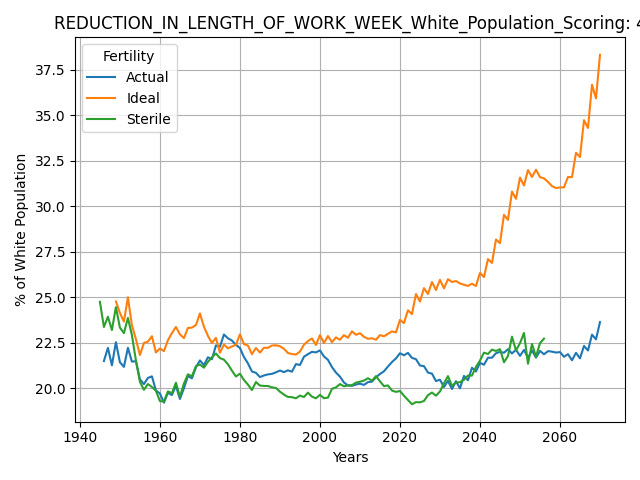 REDUCTION_IN_LENGTH_OF_WORK_WEEK_White_Population_Scoring: 4
Fertility
Actual
Ideal
Sterile
% of White Population
37.5
35.0
32.5
30.0
27.5
25.0
22.5
20.0
1940 1960 1980 2000 2020 2040 2060
Years